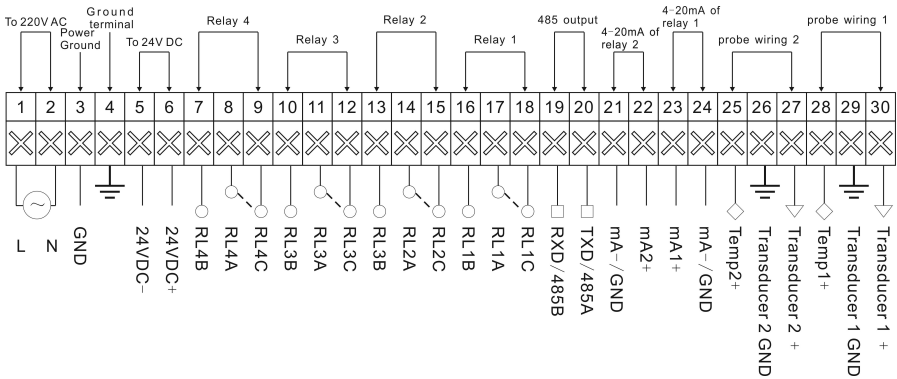 To 220V AC
Power
Ground
Ground
terminal
To 24V DC
Relay 4
Relay 3
Relay 2
Relay 1
485 output
4-20mA of
relay 2
4-20mA of
relay 1
probe wiring 2
probe wiring 1
1 2 3 4 5 6 7 8 9 10 11 12 13 14 15 16 17 18 19 20 21 22 23 24 25 26 27 28 29 30
L
N
GND
24VDC-
24VDC+
RL4B
RL4A
RL4C
RL3B
RL3A
RL3C
RL3B
RL2A
RL2C
RL1B
RL1A
RL1C
RXD/485B
TXD/485A
mA-/GND
mA2+
mA1+
mA-/GND
Temp2+
Transducer 2 GND
Transducer 2 +
Temp1+
Transducer 1 GND
Transducer 1 +